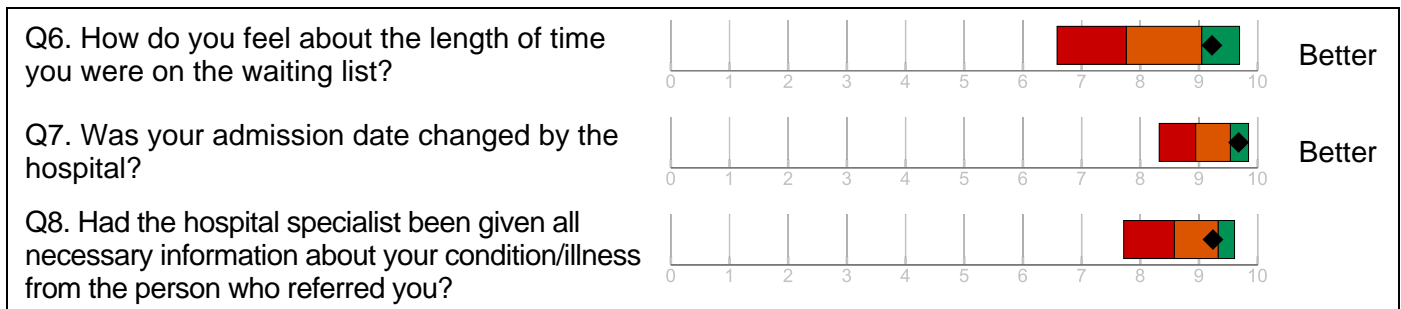 Q6. How do you feel about the length of time
you were on the waiting list?
0 1 2 3 4 5 6 7 8 9 10
Better
Q7. Was your admission date changed by the
hospital?
0 1 2 3 4 5 6 7 8 9 10
Better
Q8. Had the hospital specialist been given all
necessary information about your condition/illness
from the person who referred you?
0 1 2 3 4 5 6 7 8 9 10